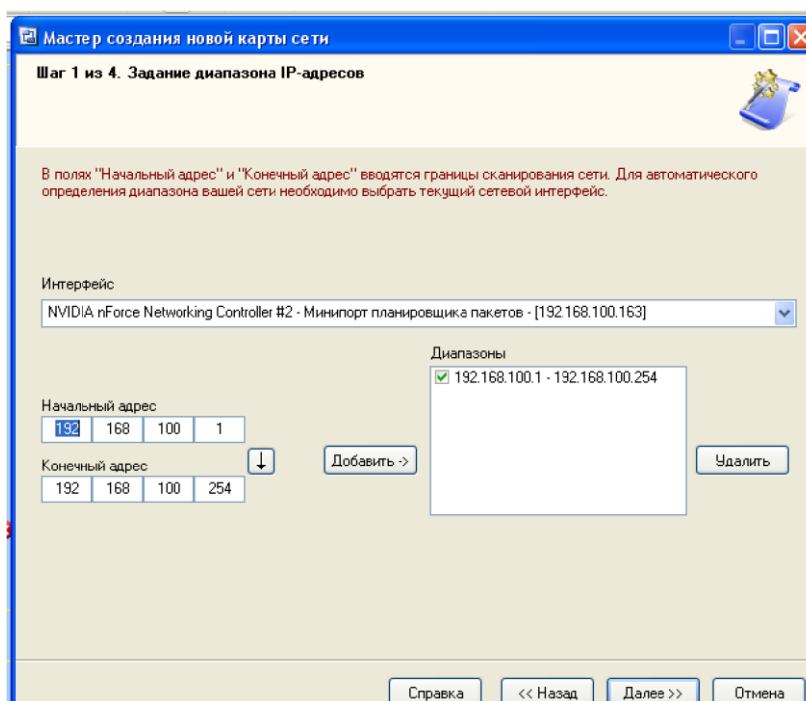 Мастер создания новой карты сети
Шаг 1 из 4. Задание диапазона IP-адресов
В полях "Начальный адрес" и "Конечный адрес" вводятся границы сканирования сети. Для автоматического
определения диапазона вашей сети необходимо выбрать текущий сетевой интерфейс.
Интерфейс
NVIDIA nForce Networking Controller #2 - Минипорт планировщика пакетов - [192.168.100.163]
Диапазоны
192.168.100.1 - 192.168.100.254
Начальный адрес
192 168 100 1
Добавить ->
Удалить
Конечный адрес
192 168 100 254
Справка
<< Назад
Далее >>
Отмена